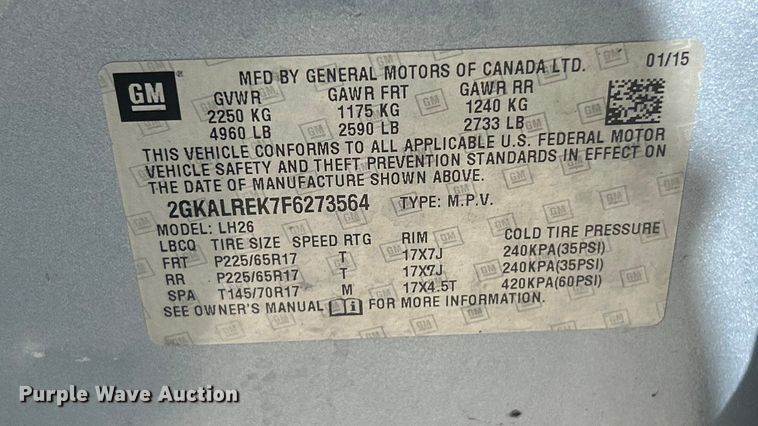 GM
MFD BY GENERAL MOTORS OF CANADA LTD. 01/15
GVWR GAWR FRT GAWR RR
2250 KG 1175 KG 1240 KG
4960 LB 2590 LB 2733 LB
THIS VEHICLE CONFORMS TO ALL APPLICABLE U.S. FEDERAL MOTOR
VEHICLE SAFETY AND THEFT PREVENTION STANDARDS IN EFFECT ON
THE DATE OF MANUFACTURE SHOWN ABOVE.
2GKALREK7F6273564 TYPE: M.P.V.
MODEL: LH26
LBCQ TIRE SIZE SPEED RTG RIM COLD TIRE PRESSURE
FRT P225/65R17 T 17X7J 240KPA(35PSI)
RR P225/65R17 T 17X7J 240KPA(35PSI)
SPA T145/70R17 M 17X4.5T 420KPA(60PSI)
SEE OWNER'S MANUAL FOR MORE INFORMATION.
Purple Wave Auction